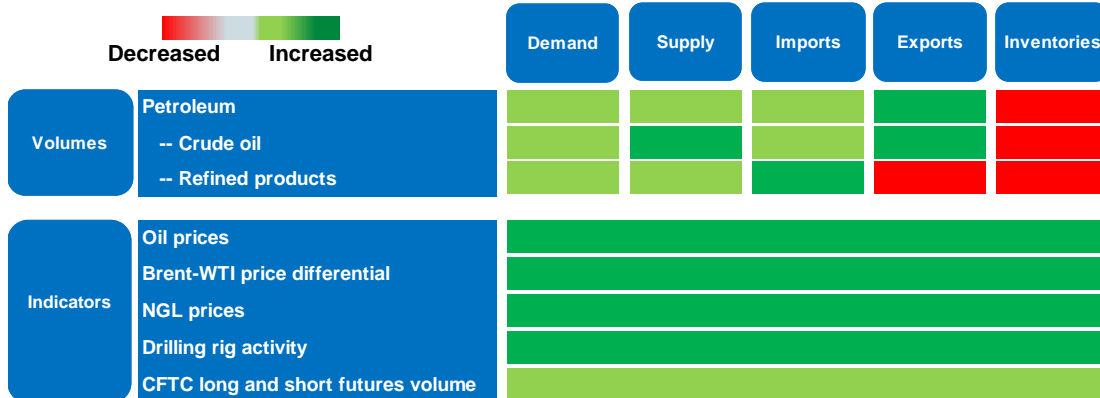 Decreased Increased
Demand Supply Imports Exports Inventories
Volumes
Petroleum
-- Crude oil
-- Refined products
Indicators
Oil prices
Brent-WTI price differential
NGL prices
Drilling rig activity
CFTC long and short futures volume